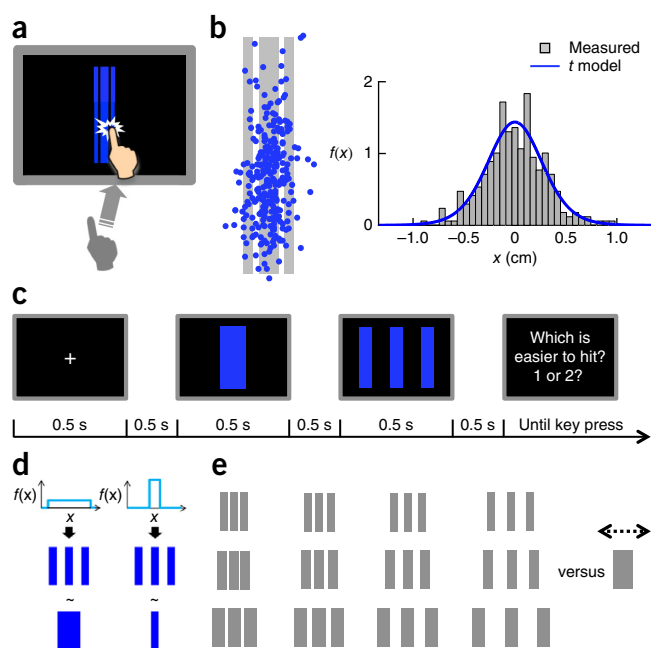 a
b
Measured
t model
2
f(x)
1
0
−1.0
−0.5
0
0.5
1.0
x (cm)
c
+
Which is
easier to hit?
1 or 2?
0.5 s
0.5 s
0.5 s
0.5 s
0.5 s
0.5 s
Until key press
d
f(x)
f(x)
x
x
~
~
e
versus